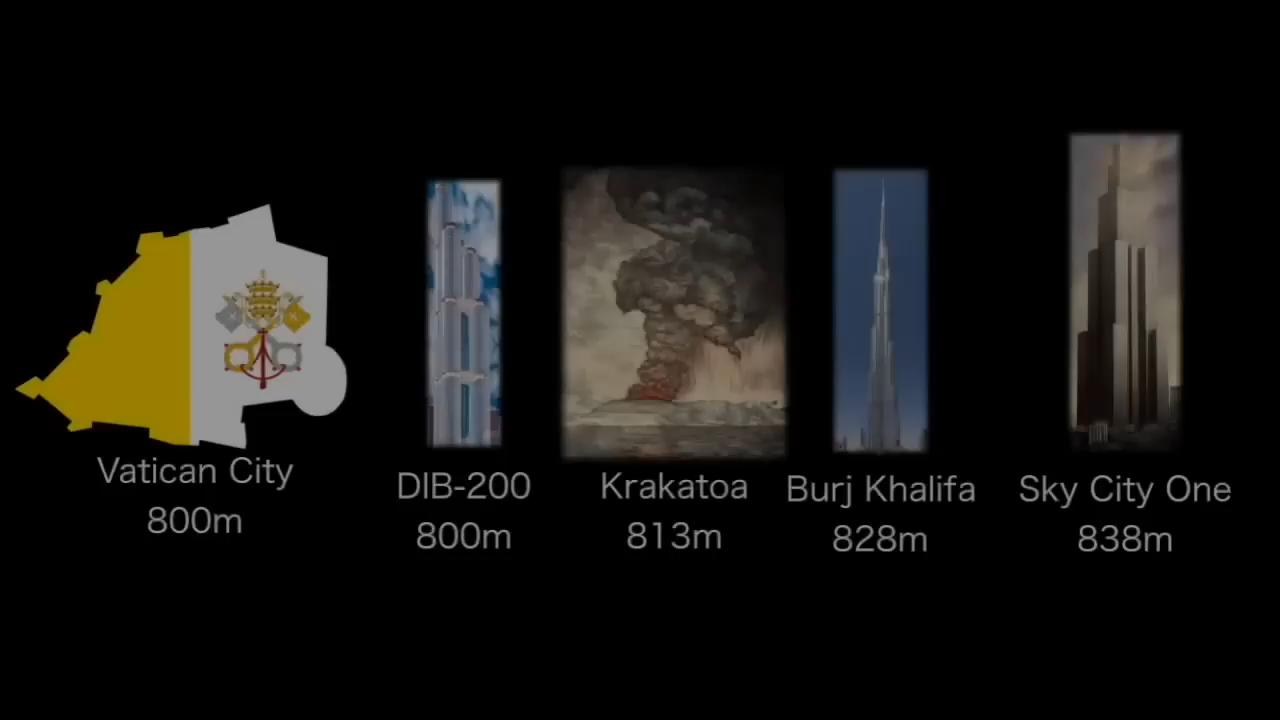 Vatican City
800m
DIB-200
800m
Krakatoa
813m
Burj Khalifa
828m
Sky City One
838m